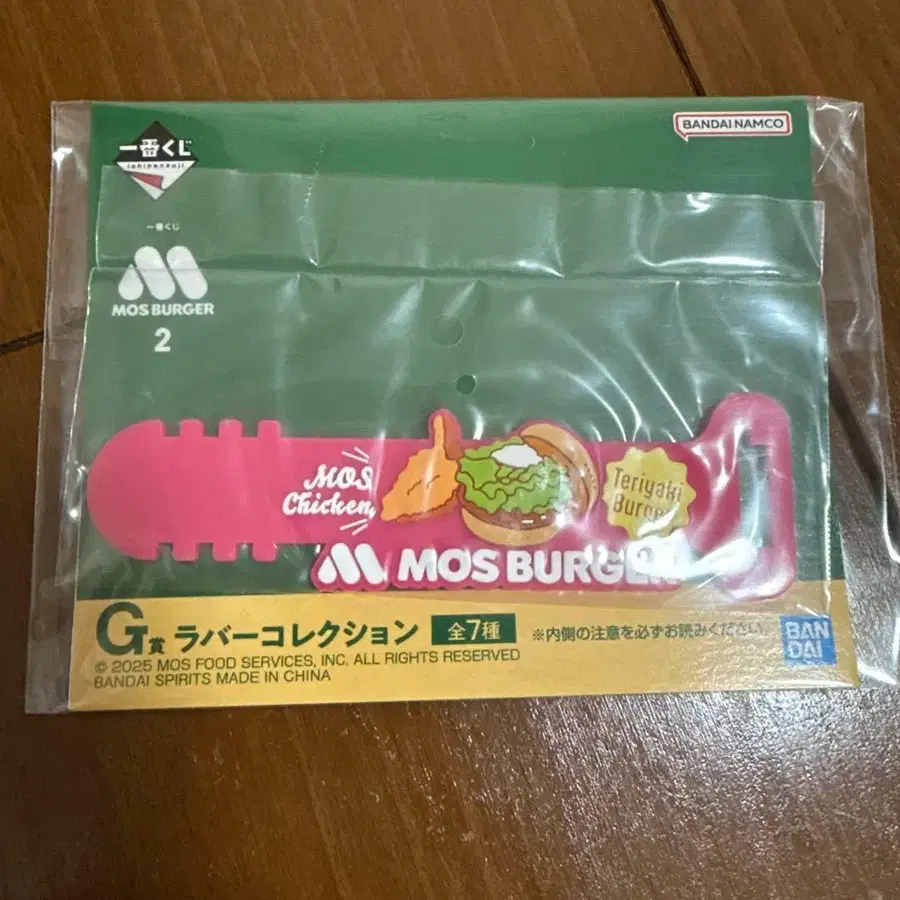 一番くじ
ichibankuji
BANDAI NAMCO
一番くじ
MOS BURGER
2
MOS
Chicken
Teriyaki
Burger
MOS BURGER
G賞 ラバーコレクション 全7種 ※内側の注意を必ずお読みください。
BAN
DAI
© 2025 MOS FOOD SERVICES, INC. ALL RIGHTS RESERVED
BANDAI SPIRITS MADE IN CHINA